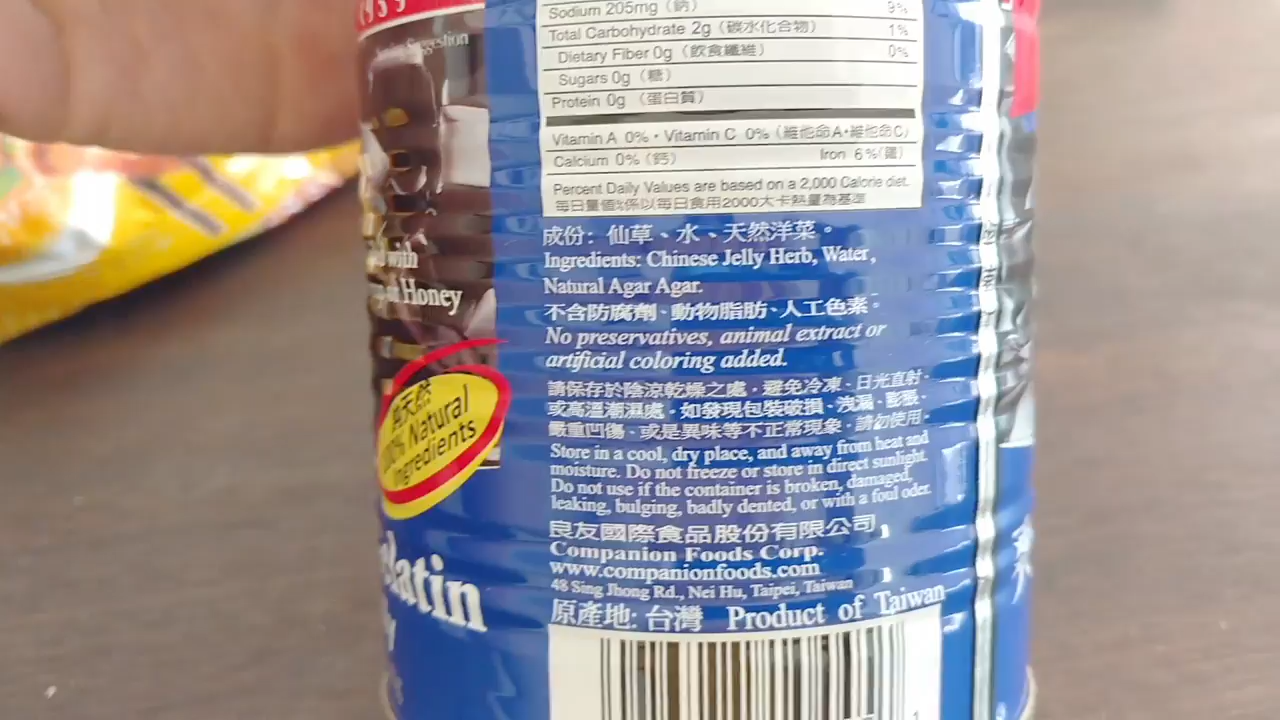 1959
Suggestion
with
Honey
純天然
100% Natural
Ingredients
latin
Sodium 205mg（鈉） 9%
Total Carbohydrate 2g（碳水化合物） 1%
Dietary Fiber 0g（飲食纖維） 0%
Sugars 0g（糖）
Protein 0g（蛋白質）
Vitamin A 0%・Vitamin C 0%（維他命A・維他命C）
Calcium 0%（鈣） Iron 6%（鐵）
Percent Daily Values are based on a 2,000 Calorie diet.
每日量值%係以每日食用2000大卡熱量為基準
成份：仙草、水、天然洋菜。
Ingredients: Chinese Jelly Herb, Water,
Natural Agar Agar.
不含防腐劑、動物脂肪、人工色素。
No preservatives, animal extract or
artificial coloring added.
請保存於陰涼乾燥之處，避免冷凍、日光直射、
或高溫潮濕處。如發現包裝破損、洩漏、膨脹、
嚴重凹傷、或是異味等不正常現象，請勿使用。
Store in a cool, dry place, and away from heat and
moisture. Do not freeze or store in direct sunlight.
Do not use if the container is broken, damaged,
leaking, bulging, badly dented, or with a foul oder.
良友國際食品股份有限公司
Companion Foods Corp.
www.companionfoods.com
48 Sing Jhong Rd., Nei Hu, Taipei, Taiwan
原產地: 台灣 Product of Taiwan